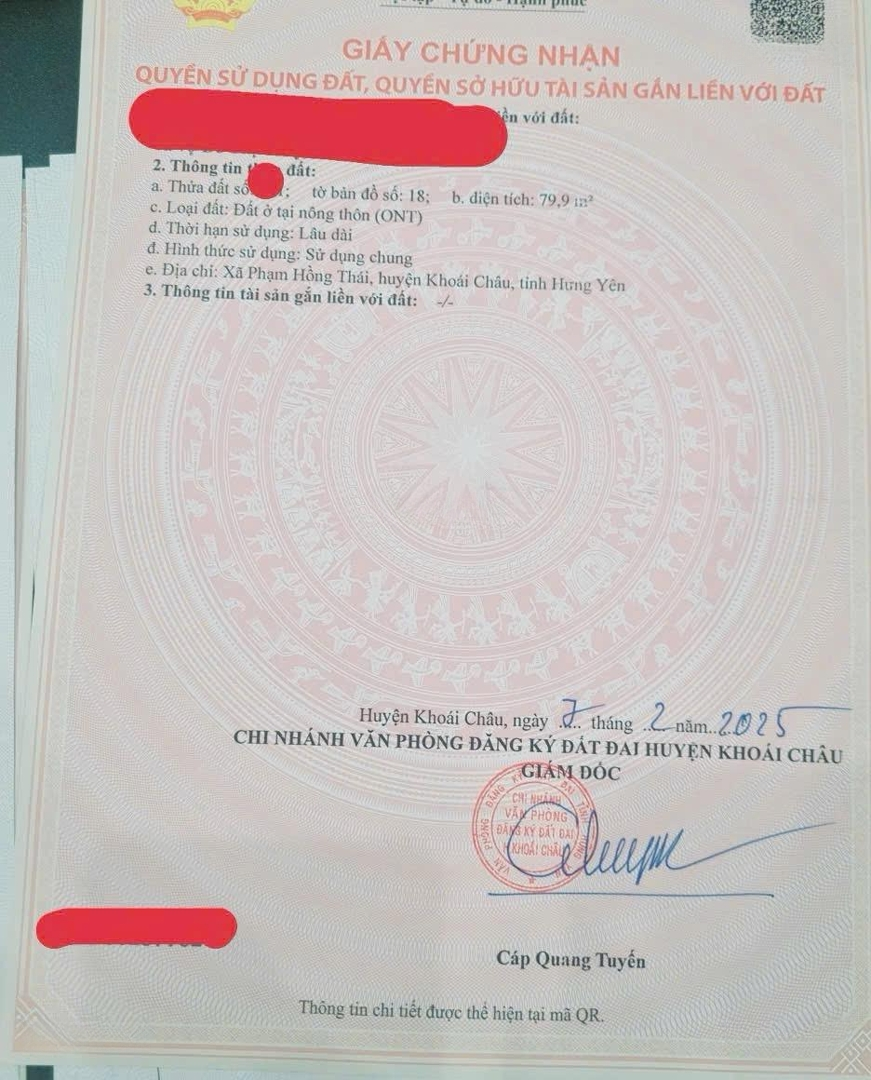 GIẤY CHỨNG NHẬN
QUYỀN SỬ DỤNG ĐẤT, QUYỀN SỞ HỮU TÀI SẢN GẮN LIỀN VỚI ĐẤT
với đất:
2. Thông tin đất:
a. Thửa đất số ; tờ bản đồ số: 18; b. diện tích: 79,9 m²
c. Loại đất: Đất ở tại nông thôn (ONT)
d. Thời hạn sử dụng: Lâu dài
đ. Hình thức sử dụng: Sử dụng chung
e. Địa chỉ: Xã Phạm Hồng Thái, huyện Khoái Châu, tỉnh Hưng Yên
3. Thông tin tài sản gắn liền với đất: -/-
Huyện Khoái Châu, ngày 7 tháng 2 năm 2025
CHI NHÁNH VĂN PHÒNG ĐĂNG KÝ ĐẤT ĐAI HUYỆN KHOÁI CHÂU
GIÁM ĐỐC
CHI NHÁNH
VĂN PHÒNG
ĐĂNG KÝ ĐẤT ĐAI
KHOÁI CHÂU
Cáp Quang Tuyến
Thông tin chi tiết được thể hiện tại mã QR.